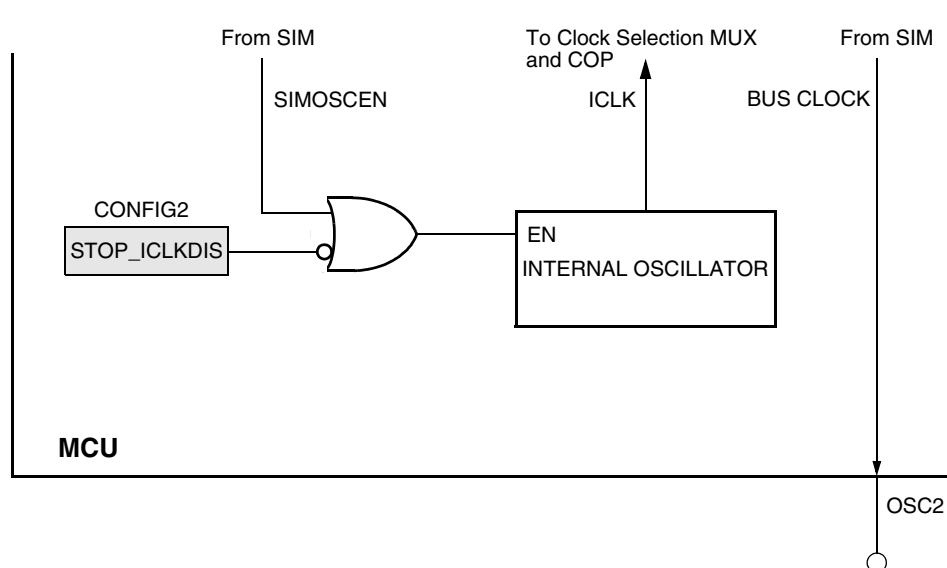 From SIM
To Clock Selection MUX
and COP
From SIM
SIMOSCEN
ICLK
BUS CLOCK
CONFIG2
STOP_ICLKDIS
EN
INTERNAL OSCILLATOR
MCU
OSC2